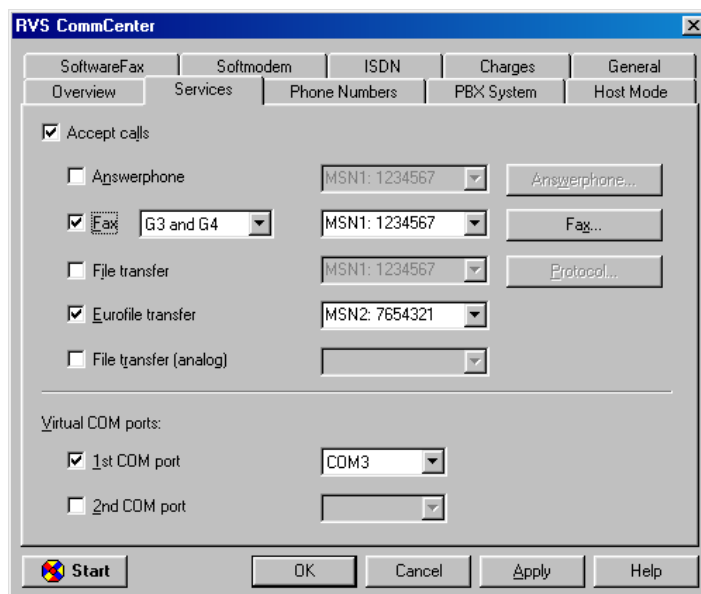 RVS CommCenter
SoftwareFax Softmodem ISDN Charges General
Overview Services Phone Numbers PBX System Host Mode
Accept calls
Answerphone MSN1: 1234567 Answerphone...
Fax G3 and G4 MSN1: 1234567 Fax...
File transfer MSN1: 1234567 Protocol...
Eurofile transfer MSN2: 7654321
File transfer (analog)
Virtual COM ports:
1st COM port COM3
2nd COM port
Start OK Cancel Apply Help